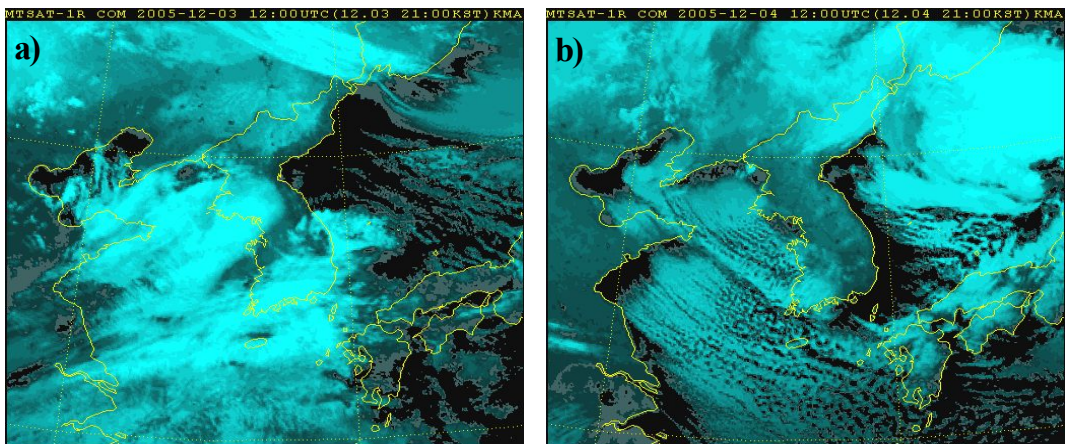 MTSAT-1R COM 2005-12-03 12:00UTC(12.03 21:00KST)KMA
a)
MTSAT-1R COM 2005-12-04 12:00UTC(12.04 21:00KST)KMA
b)